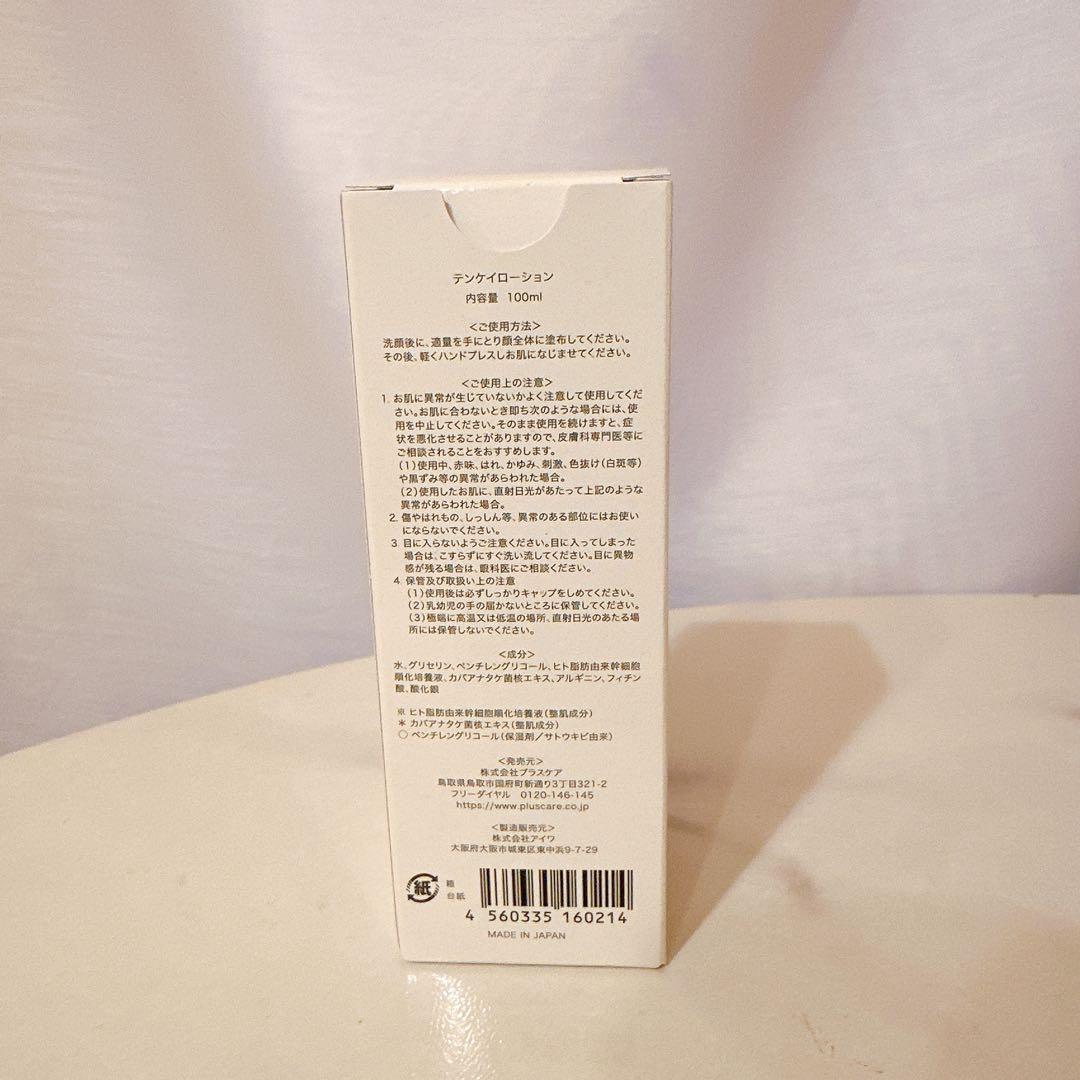 テンケイローション
内容量 100ml
＜ご使用方法＞
洗顔後に、適量を手にとり顔全体に塗布してください。
その後、軽くハンドプレスしお肌になじませてください。
＜ご使用上の注意＞
1. お肌に異常が生じていないかよく注意して使用してくだ
さい。お肌に合わないとき即ち次のような場合には、使
用を中止してください。そのまま使用を続けますと、症
状を悪化させることがありますので、皮膚科専門医等に
ご相談されることをおすすめします。
（1）使用中、赤味、はれ、かゆみ、刺激、色抜け（白斑等）
や黒ずみ等の異常があらわれた場合。
（2）使用したお肌に、直射日光があたって上記のような
異常があらわれた場合。
2. 傷やはれもの、しっしん等、異常のある部位にはお使い
にならないでください。
3. 目に入らないようご注意ください。目に入ってしまった
場合は、こすらずにすぐ洗い流してください。目に異物
感が残る場合は、眼科医にご相談ください。
4. 保管及び取扱い上の注意
（1）使用後は必ずしっかりキャップをしめてください。
（2）乳幼児の手の届かないところに保管してください。
（3）極端に高温又は低温の場所、直射日光のあたる場
所には保管しないでください。
＜成分＞
水、グリセリン、ペンチレングリコール、ヒト脂肪由来幹細胞
順化培養液、カバアナタケ菌核エキス、アルギニン、フィチン
酸、酸化銀
※ ヒト脂肪由来幹細胞順化培養液（整肌成分）
＊ カバアナタケ菌核エキス（整肌成分）
○ ペンチレングリコール（保湿剤／サトウキビ由来）
＜発売元＞
株式会社プラスケア
鳥取県鳥取市国府町新通り3丁目321-2
フリーダイヤル 0120-146-145
https://www.pluscare.co.jp
＜製造販売元＞
株式会社アイワ
大阪府大阪市城東区東中浜9-7-29
紙 箱
台紙
4 560335 160214
MADE IN JAPAN